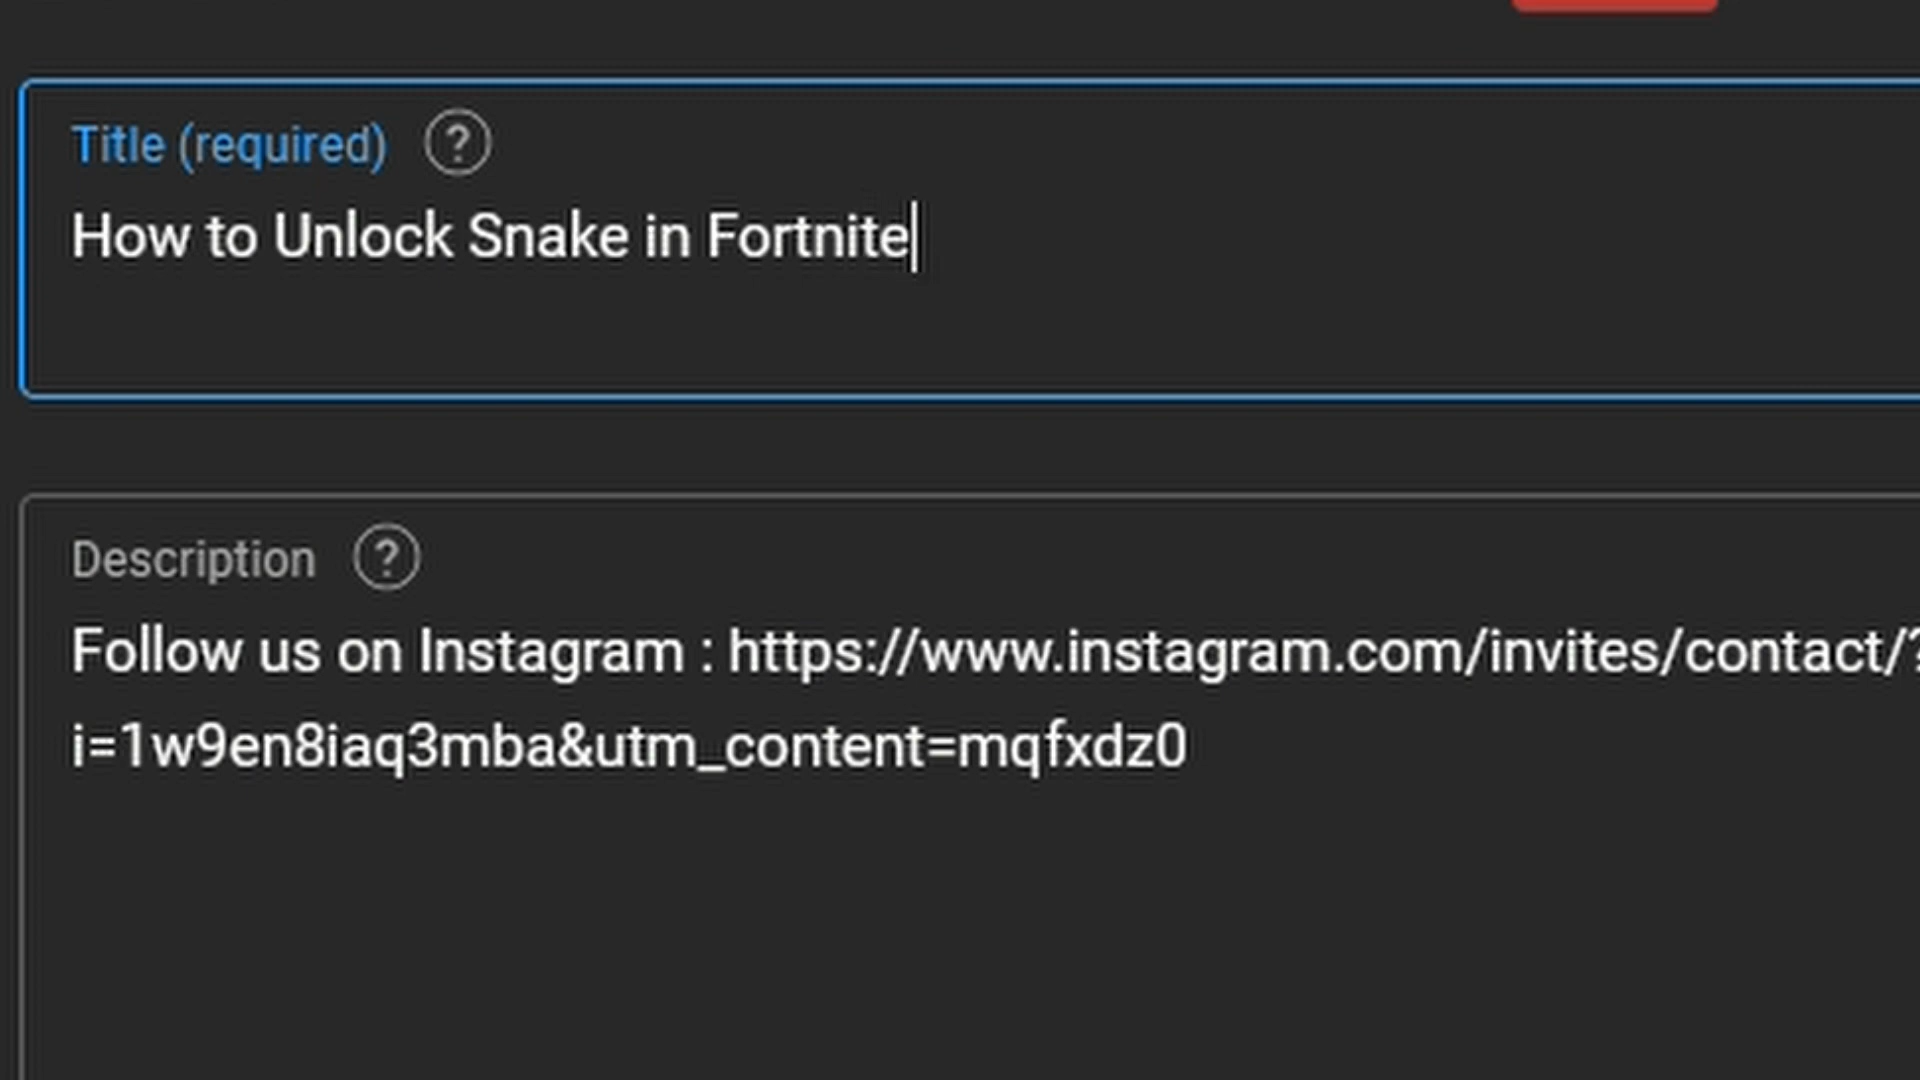 Title (required) ?
How to Unlock Snake in Fortnite
Description ?
Follow us on Instagram : https://www.instagram.com/invites/contact/?
i=1w9en8iaq3mba&utm_content=mqfxdz0